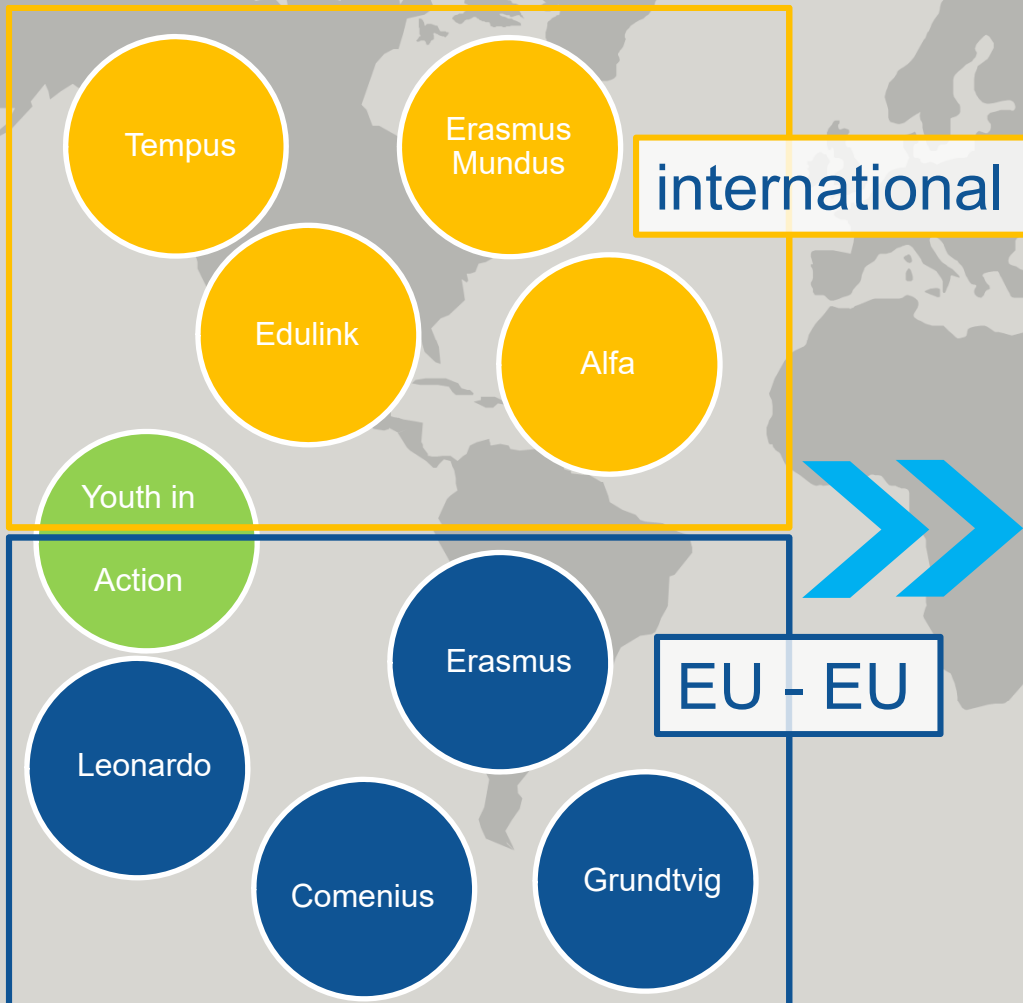 Tempus
Erasmus
Mundus
international
Edulink
Alfa
Youth in
Action
Erasmus
EU - EU
Leonardo
Comenius
Grundtvig